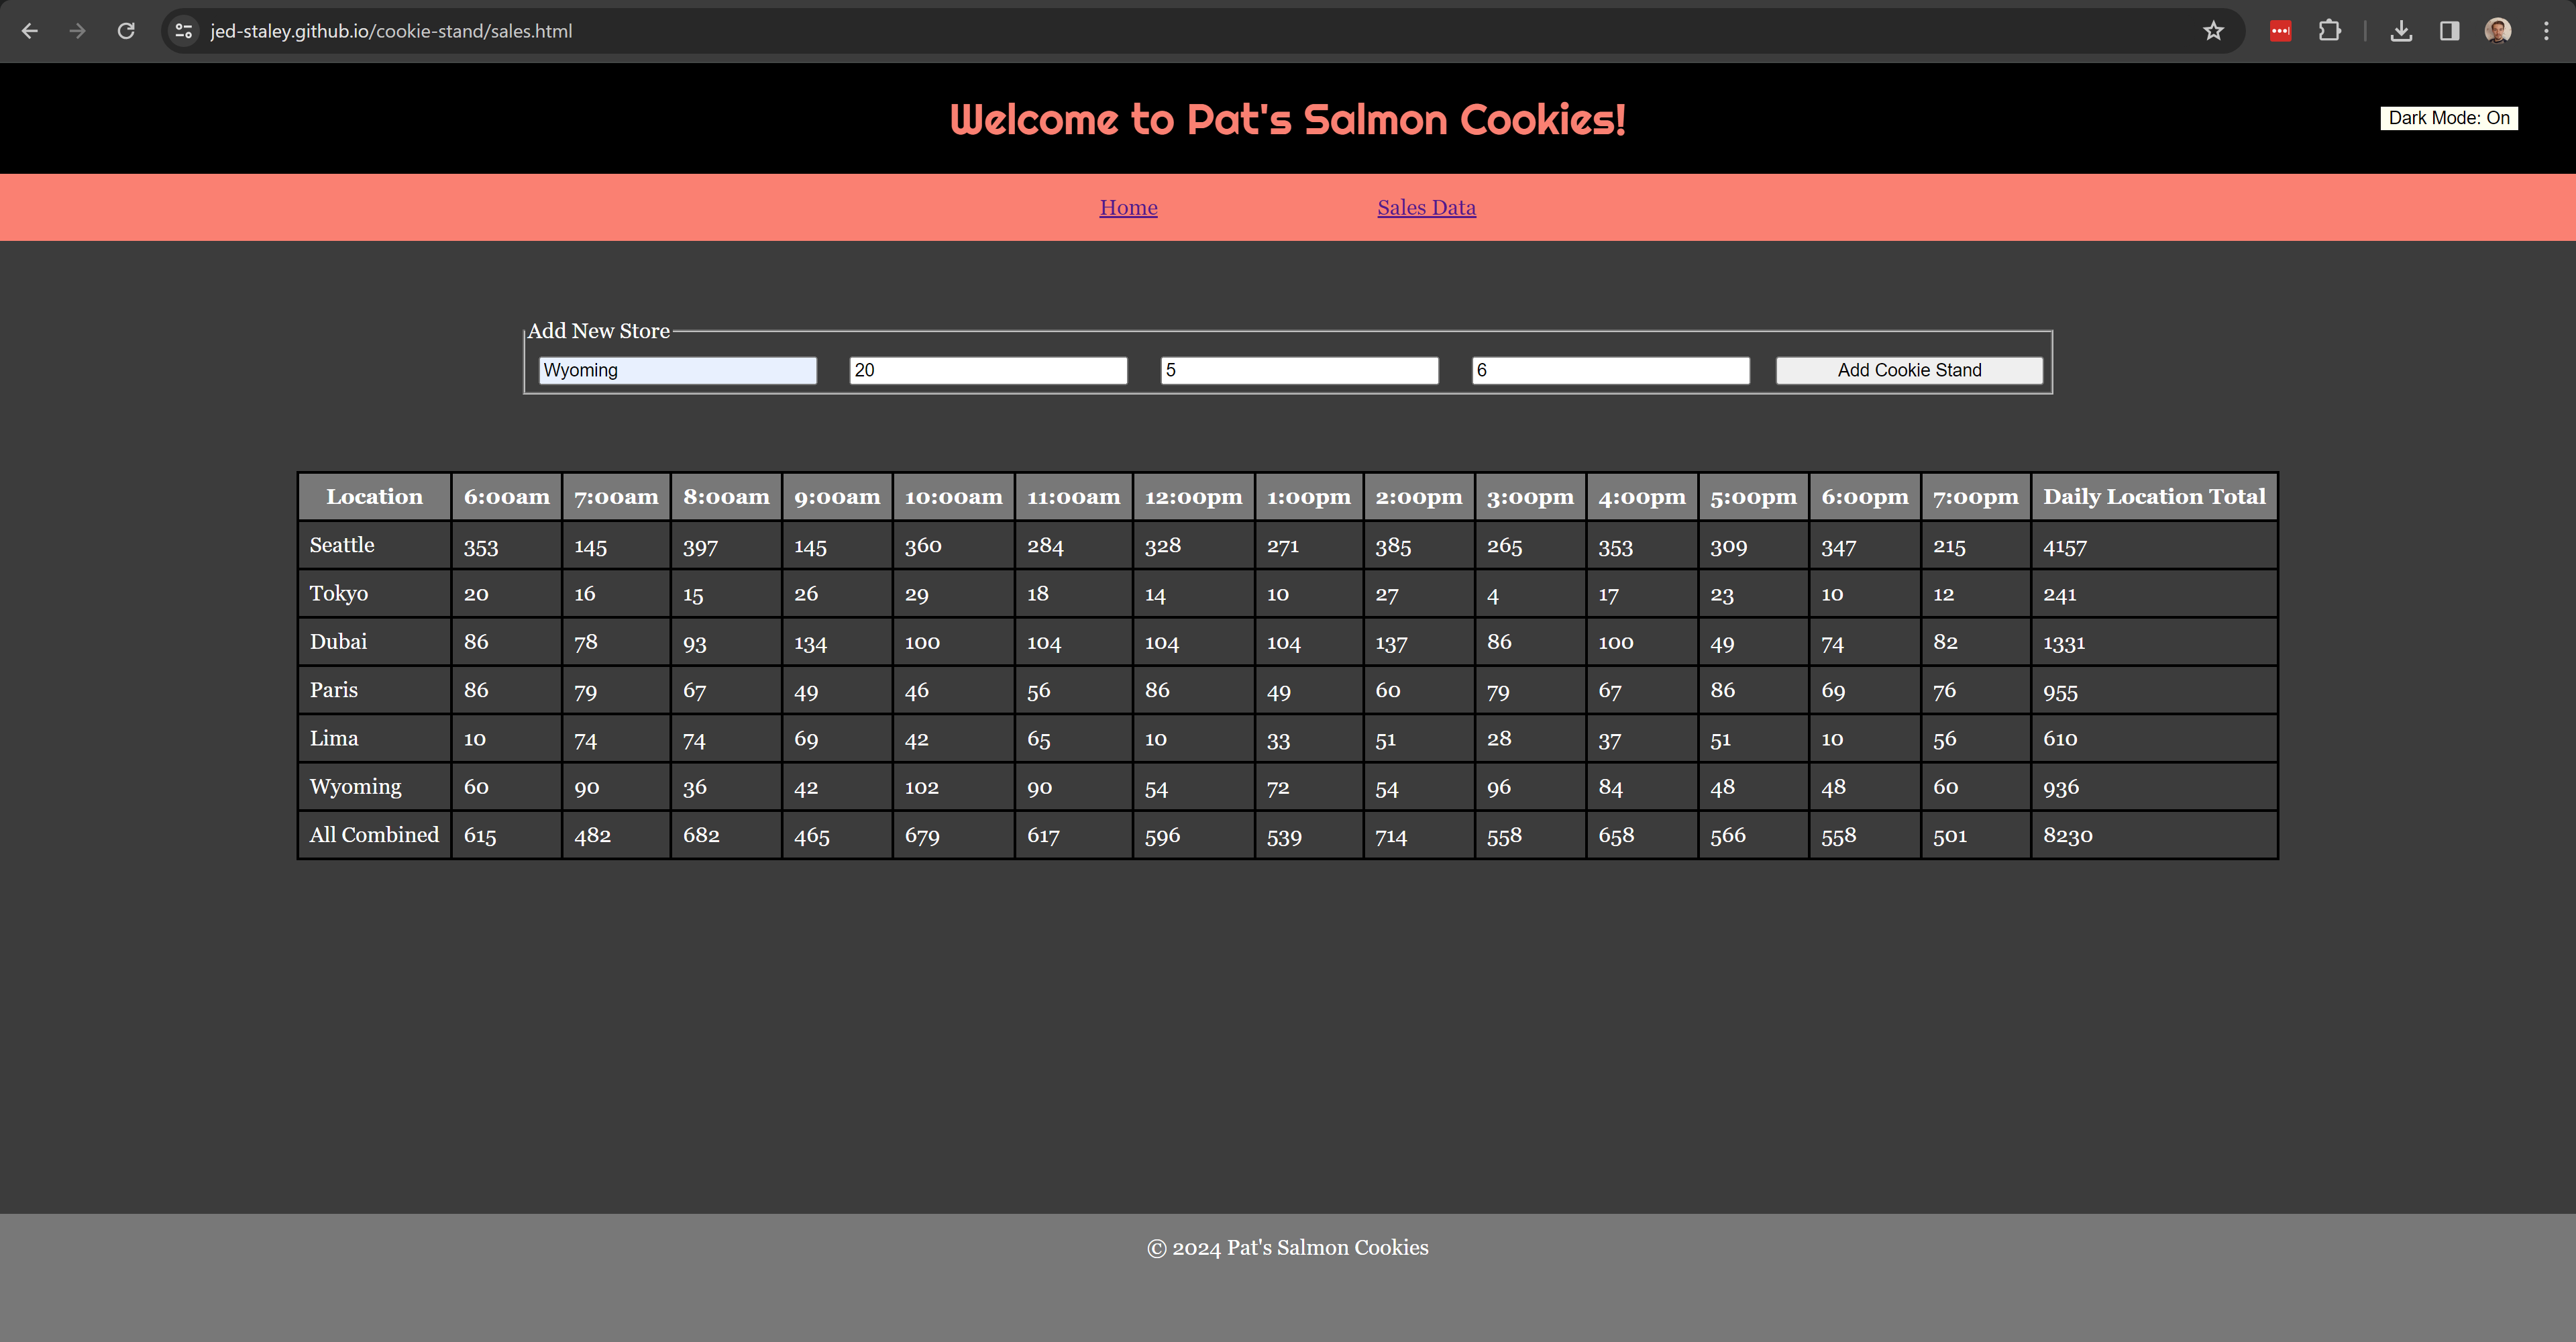 jed-staley.github.io/cookie-stand/sales.html
Welcome to Pat's Salmon Cookies!
Dark Mode: On
Home Sales Data
Add New Store
Wyoming 20 5 6 Add Cookie Stand
Location 6:00am 7:00am 8:00am 9:00am 10:00am 11:00am 12:00pm 1:00pm 2:00pm 3:00pm 4:00pm 5:00pm 6:00pm 7:00pm Daily Location Total
Seattle 353 145 397 145 360 284 328 271 385 265 353 309 347 215 4157
Tokyo 20 16 15 26 29 18 14 10 27 4 17 23 10 12 241
Dubai 86 78 93 134 100 104 104 104 137 86 100 49 74 82 1331
Paris 86 79 67 49 46 56 86 49 60 79 67 86 69 76 955
Lima 10 74 74 69 42 65 10 33 51 28 37 51 10 56 610
Wyoming 60 90 36 42 102 90 54 72 54 96 84 48 48 60 936
All Combined 615 482 682 465 679 617 596 539 714 558 658 566 558 501 8230
© 2024 Pat's Salmon Cookies